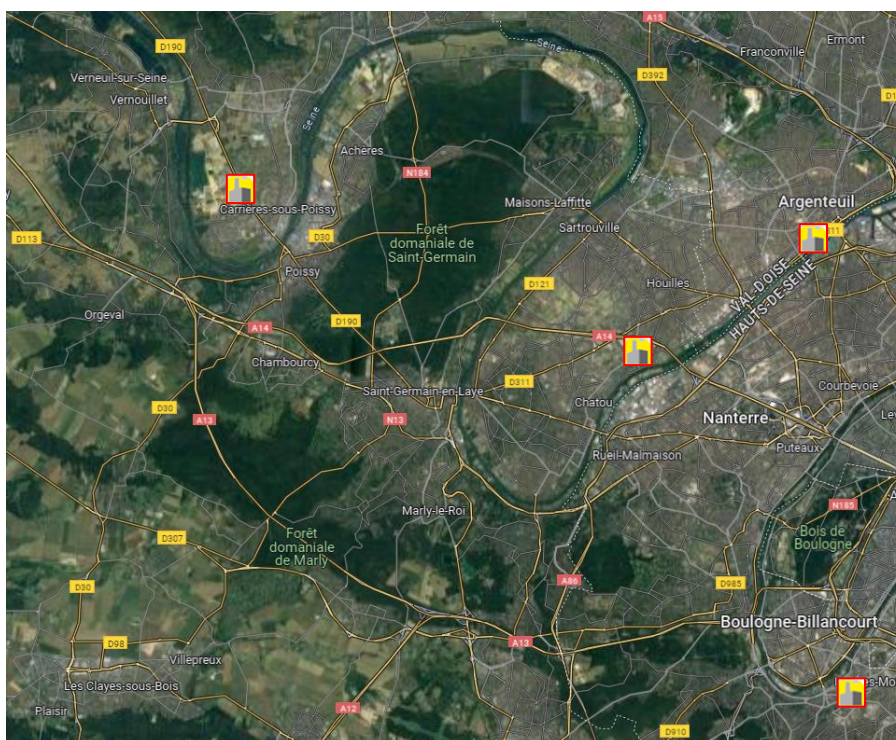 A15
Ermont
Seine
D190
Franconville
Verneuil-sur-Seine
D392
Vernouillet
Seine
Achères
N184
Carrières-sous-Poissy
Maisons-Laffitte
Argenteuil
D113
D30
Forêt
domaniale de
Saint-Germain
Sartrouville
Poissy
D121
Houilles
VAL-D'OISE
HAUTS-DE-SEINE
Orgeval
D190
A14
A14
Chambourcy
D311
Saint-Germain-en-Laye
Courbevoie
Chatou
D30
A13
N13
Nanterre
Puteaux
Rueil-Malmaison
N185
Marly-le-Roi
Bois de
Boulogne
D307
Forêt
domaniale
de Marly
A86
D985
D30
Boulogne-Billancourt
D98
A13
Villepreux
Les Clayes-sous-Bois
Plaisir
A12
D910